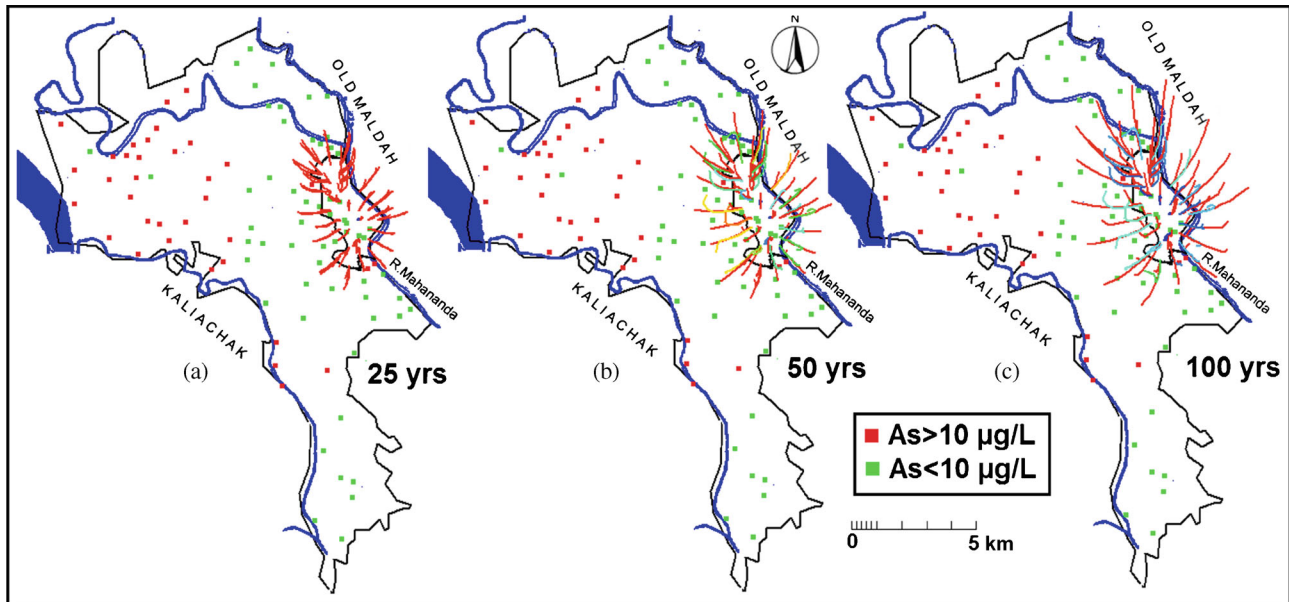 N
OLD MALDAH
OLD MALDAH
OLD MALDAH
R.Mahananda
R.Mahananda
R.Mahananda
KALIACHAK
KALIACHAK
KALIACHAK
(a)
25 yrs
(b)
50 yrs
(c)
100 yrs
As>10 µg/L
As<10 µg/L
0
5 km